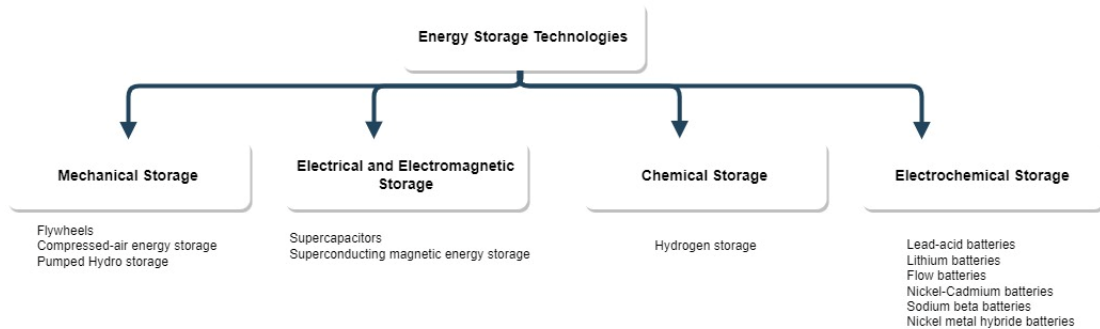 Energy Storage Technologies
Mechanical Storage
Electrical and Electromagnetic
Storage
Chemical Storage
Electrochemical Storage
Flywheels
Compressed-air energy storage
Pumped Hydro storage
Supercapacitors
Superconducting magnetic energy storage
Hydrogen storage
Lead-acid batteries
Lithium batteries
Flow batteries
Nickel-Cadmium batteries
Sodium beta batteries
Nickel metal hybride batteries